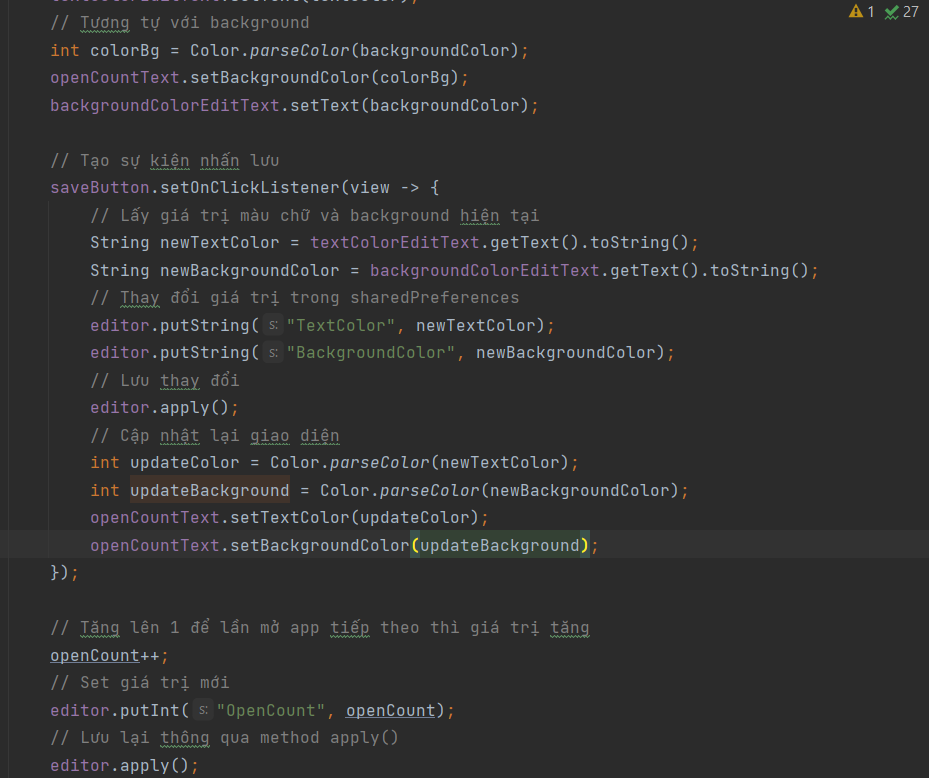 ⚠ 1 ✓ 27
// Tương tự với background
int colorBg = Color.parseColor(backgroundColor);
openCountText.setBackgroundColor(colorBg);
backgroundColorEditText.setText(backgroundColor);
// Tạo sự kiện nhấn lưu
saveButton.setOnClickListener(view -> {
// Lấy giá trị màu chữ và background hiện tại
String newTextColor = textColorEditText.getText().toString();
String newBackgroundColor = backgroundColorEditText.getText().toString();
// Thay đổi giá trị trong sharedPreferences
editor.putString( s: "TextColor", newTextColor);
editor.putString( s: "BackgroundColor", newBackgroundColor);
// Lưu thay đổi
editor.apply();
// Cập nhật lại giao diện
int updateColor = Color.parseColor(newTextColor);
int updateBackground = Color.parseColor(newBackgroundColor);
openCountText.setTextColor(updateColor);
openCountText.setBackgroundColor(updateBackground);
});
// Tăng lên 1 để lần mở app tiếp theo thì giá trị tăng
openCount++;
// Set giá trị mới
editor.putInt( s: "OpenCount", openCount);
// Lưu lại thông qua method apply()
editor.apply();